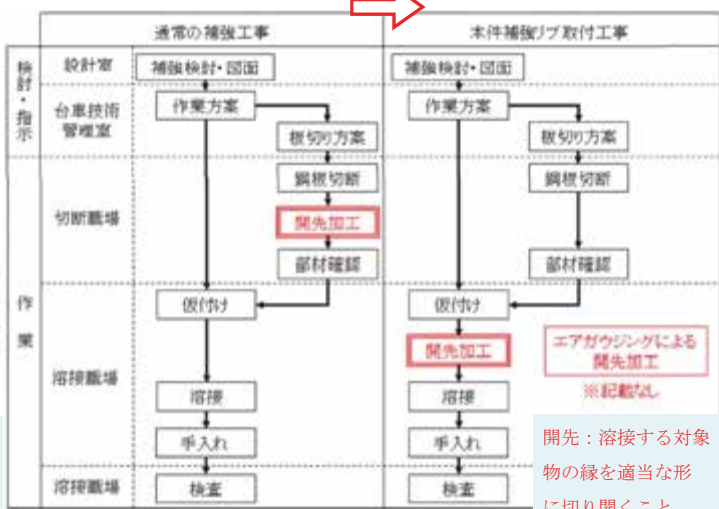 通常の補強工事
本件補強リブ取付工事
検討・指示
設計室
補強検討・図面
補強検討・図面
台車技術
管理室
作業方案
板切り方案
作業方案
板切り方案
作業
切断職場
鋼板切断
開先加工
部材確認
鋼板切断
部材確認
溶接職場
仮付け
溶接
手入れ
仮付け
開先加工
溶接
手入れ
エアガウジングによる
開先加工
※記載なし
溶接職場
検査
検査
開先：溶接する対象
物の縁を適当な形
に切り開くこと